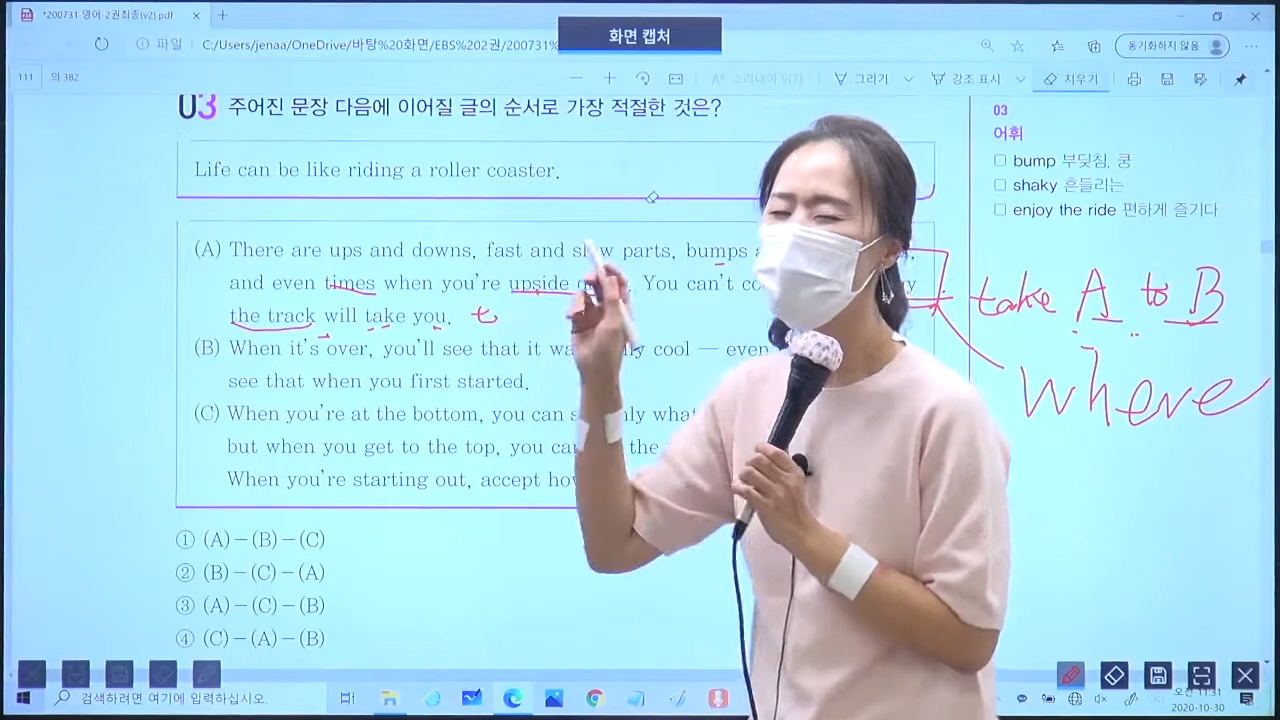 *200731 영어-2권최종(v2).pdf
화면 캡처
파일
C:/Users/jenaa/OneDrive/바탕%20화면/EBS%202권/200731%
동기화하지 않음
111 의 382
소리내어 읽기
그리기
강조 표시
지우기
03 주어진 문장 다음에 이어질 글의 순서로 가장 적절한 것은?
Life can be like riding a roller coaster.
(A) There are ups and downs, fast and slow parts, bumps
and even times when you're upside You can't
the track will take you. t
(B) When it's over, you'll see that it cool — even
see that when you first started.
(C) When you're at the bottom, you can
but when you get to the top, you can the
When you're starting out, accept
① (A)-(B)-(C)
② (B)-(C)-(A)
③ (A)-(C)-(B)
④ (C)-(A)-(B)
03
어휘
bump 부딪침, 쿵
shaky 흔들리는
enjoy the ride 편하게 즐기다
take A to B
where
검색하려면 여기에 입력하십시오.
오전 11:31
2020-10-30